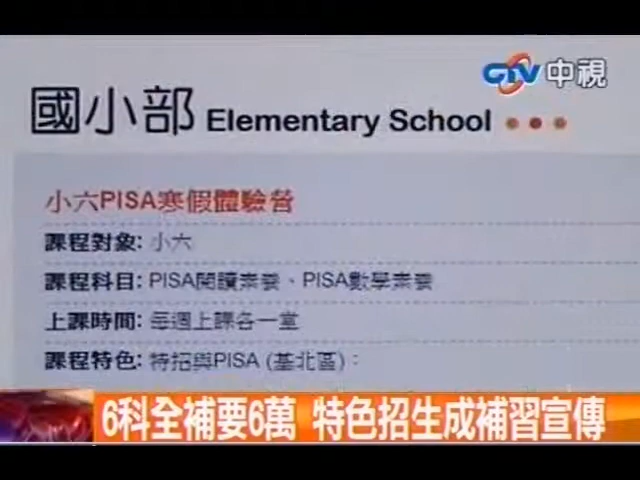 CTV中視
國小部 Elementary School
小六PISA寒假體驗營
課程對象: 小六
課程科目: PISA閱讀素養、PISA數學素養
上課時間: 每週上課各一堂
課程特色: 特招與PISA (基北區):
6科全補要6萬 特色招生成補習宣傳